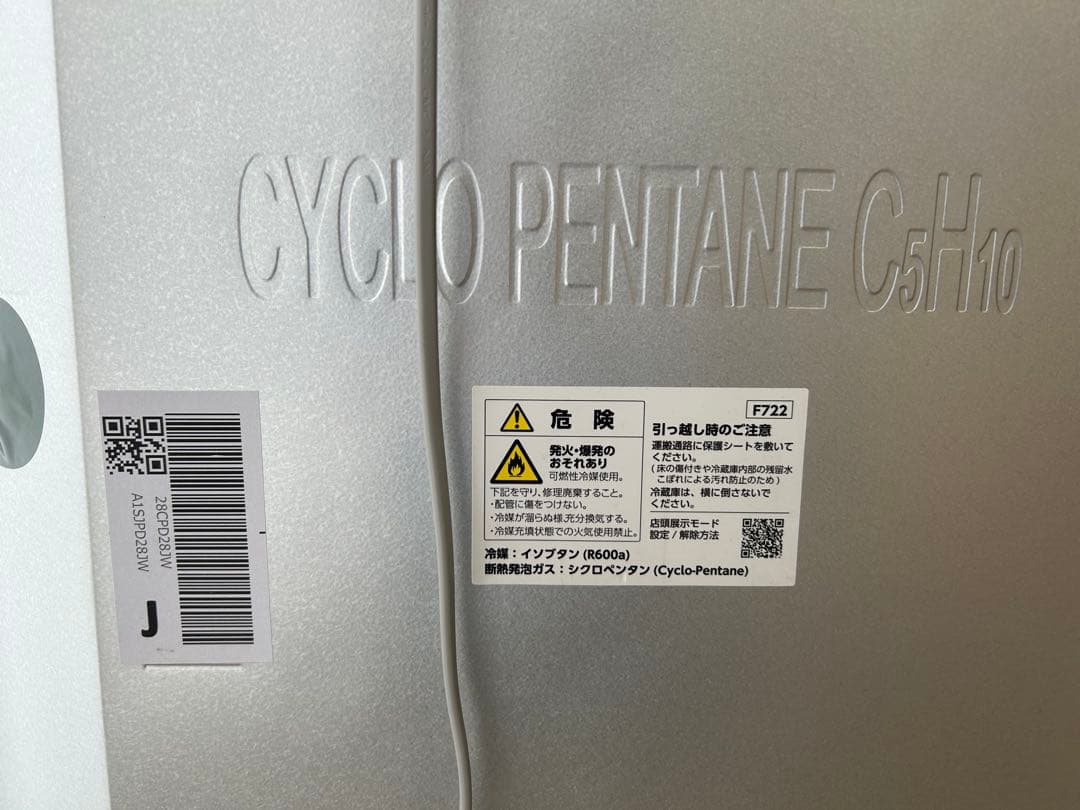 CYCLO PENTANE C5H10
28CPD28JW
A1SJPD28JW
J
危険
発火・爆発の
おそれあり
可燃性冷媒使用。
下記を守り、修理廃棄すること。
・配管に傷をつけない。
・冷媒が溜らぬ様、充分換気する。
・冷媒充填状態での火気使用禁止。
F722
引っ越し時のご注意
運搬通路に保護シートを敷いて
ください。
(床の傷付きや冷蔵庫内部の残留水
こぼれによる汚れ防止のため)
冷蔵庫は、横に倒さないで
ください。
店頭展示モード
設定/解除方法
冷媒:イソブタン(R600a)
断熱発泡ガス:シクロペンタン(Cyclo-Pentane)